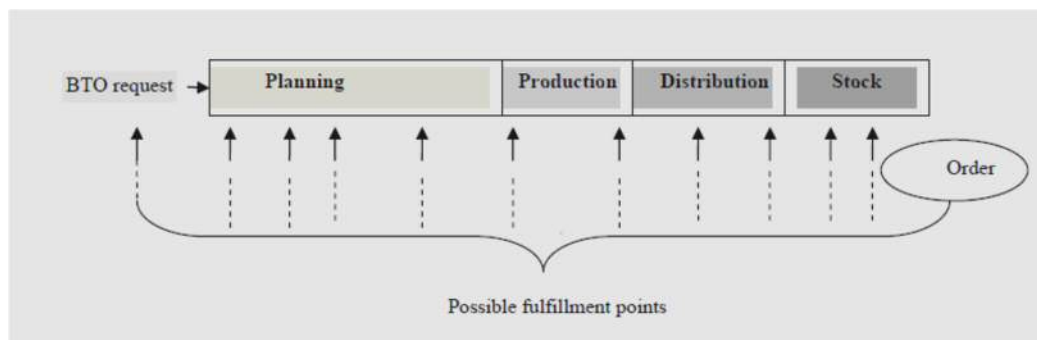 BTO request
Planning
Production
Distribution
Stock
Order
Possible fulfillment points